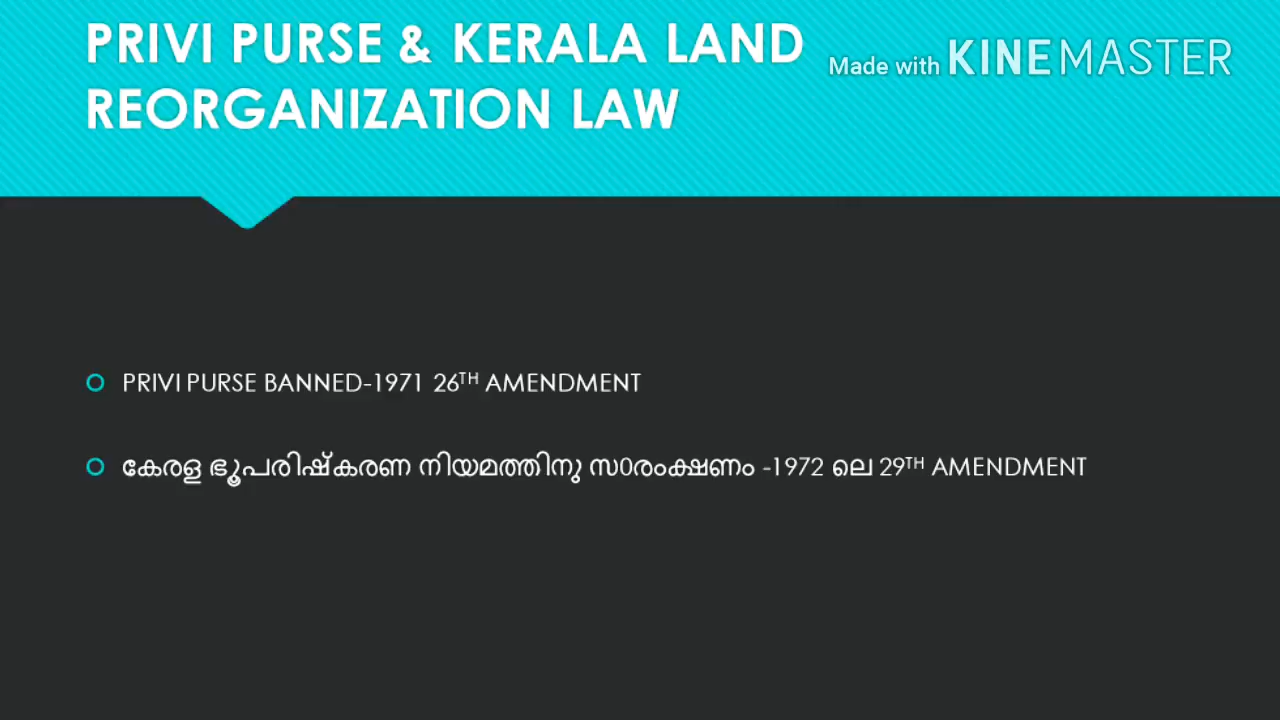 PRIVI PURSE & KERALA LAND
REORGANIZATION LAW
Made with KINEMASTER
PRIVI PURSE BANNED-1971 26TH AMENDMENT
കേരള ഭൂപരിഷ്കരണ നിയമത്തിനു സ0രംക്ഷണം -1972 ലെ 29TH AMENDMENT